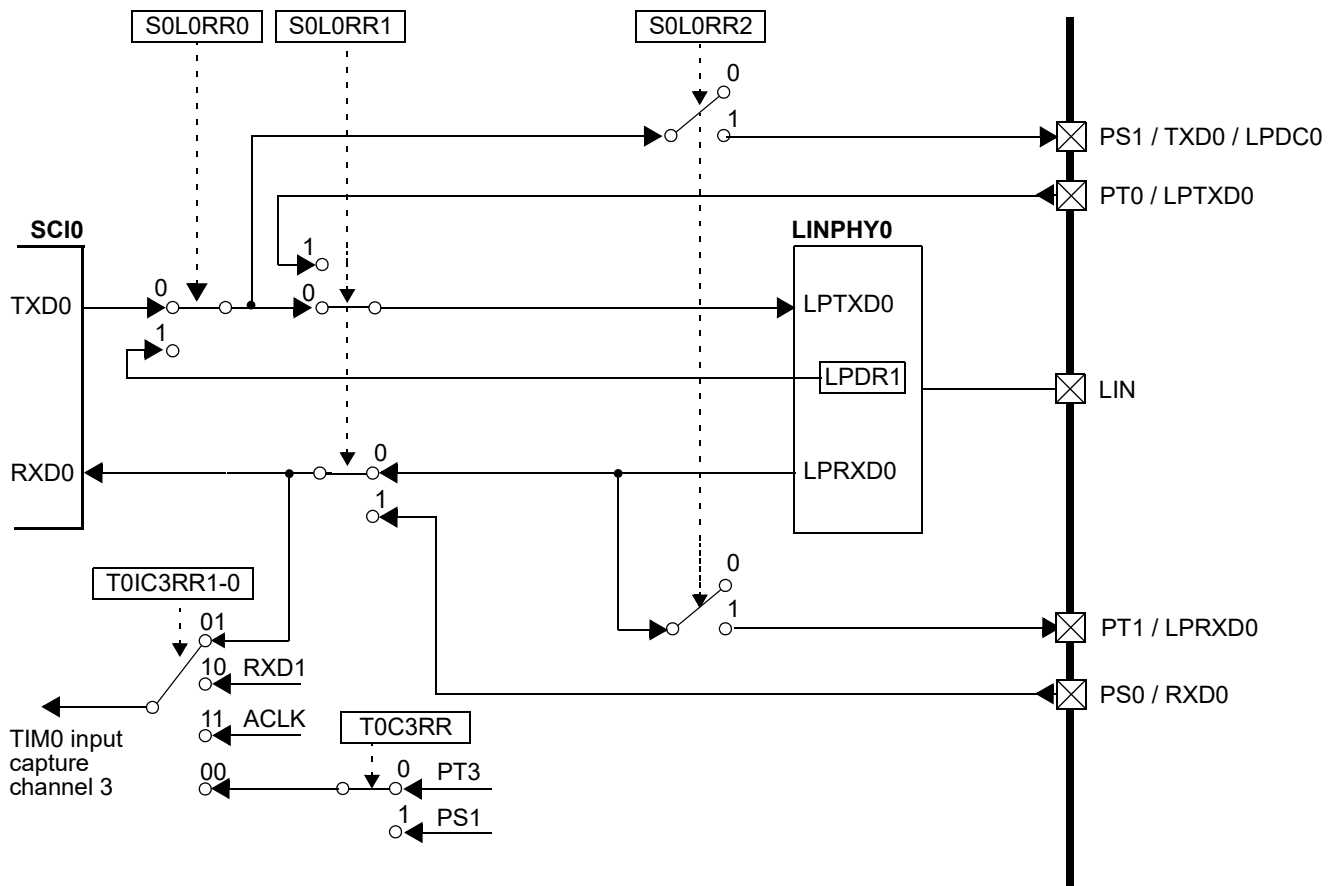 S0L0RR0
S0L0RR1
S0L0RR2
0
1
PS1 / TXD0 / LPDC0
PT0 / LPTXD0
SCI0
LINPHY0
1
0
0
TXD0
LPTXD0
1
LPDR1
LIN
0
RXD0
LPRXD0
1
T0IC3RR1-0
0
01
1
PT1 / LPRXD0
10
RXD1
PS0 / RXD0
11
ACLK
T0C3RR
TIM0 input
capture
channel 3
00
0
PT3
1
PS1